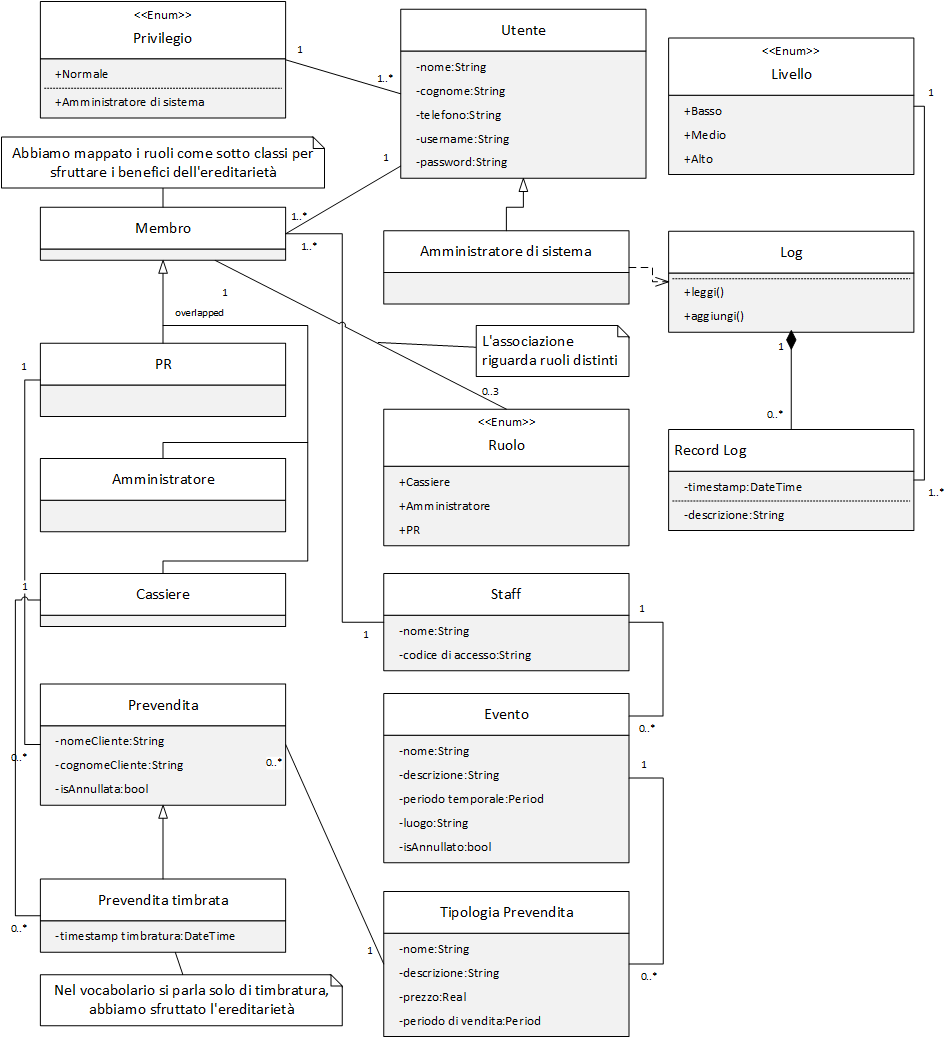 <<Enum>>
Privilegio
+Normale
+Amministratore di sistema
1
1..*
Utente
-nome:String
-cognome:String
-telefono:String
-username:String
-password:String
<<Enum>>
Livello
+Basso
+Medio
+Alto
1
Abbiamo mappato i ruoli come sotto classi per
sfruttare i benefici dell'ereditarietà
1
1..*
Membro
1..*
Amministratore di sistema
Log
+leggi()
+aggiungi()
1
overlapped
1
0..*
L'associazione
riguarda ruoli distinti
PR
1
0..3
<<Enum>>
Ruolo
+Cassiere
+Amministratore
+PR
Record Log
-timestamp:DateTime
-descrizione:String
1..*
Amministratore
1
Cassiere
Staff
-nome:String
-codice di accesso:String
1
1
Prevendita
-nomeCliente:String
-cognomeCliente:String
-isAnnullata:bool
0..*
0..*
Evento
-nome:String
-descrizione:String
-periodo temporale:Period
-luogo:String
-isAnnullato:bool
0..*
1
Prevendita timbrata
-timestamp timbratura:DateTime
0..*
Tipologia Prevendita
-nome:String
-descrizione:String
-prezzo:Real
-periodo di vendita:Period
1
0..*
Nel vocabolario si parla solo di timbratura,
abbiamo sfruttato l'ereditarietà